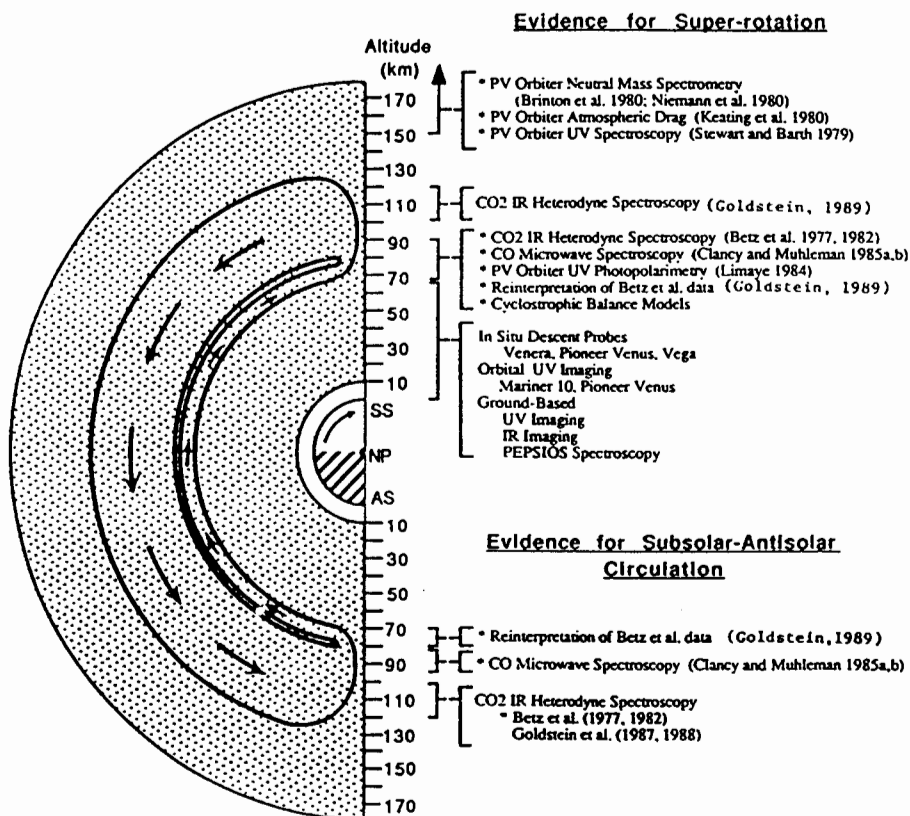 Evidence for Super-rotation
Altitude
(km)
170
150
130
110
90
70
50
30
10
SS
NP
AS
10
30
50
70
90
110
130
150
170
* PV Orbiter Neutral Mass Spectrometry
(Brinton et al. 1980; Niemann et al. 1980)
* PV Orbiter Atmospheric Drag (Keating et al. 1980)
* PV Orbiter UV Spectroscopy (Stewart and Barth 1979)
CO2 IR Heterodyne Spectroscopy (Goldstein, 1989)
* CO2 IR Heterodyne Spectroscopy (Betz et al. 1977, 1982)
* CO Microwave Spectroscopy (Clancy and Muhleman 1985a,b)
* PV Orbiter UV Photopolarimetry (Limaye 1984)
* Reinterpretation of Betz et al. data (Goldstein, 1989)
* Cyclostrophic Balance Models
In Situ Descent Probes
Venera, Pioneer Venus, Vega
Orbital UV Imaging
Mariner 10, Pioneer Venus
Ground-Based
UV Imaging
IR Imaging
PEPSIOS Spectroscopy
Evidence for Subsolar-Antisolar
Circulation
* Reinterpretation of Betz et al. data (Goldstein, 1989)
* CO Microwave Spectroscopy (Clancy and Muhleman 1985a,b)
CO2 IR Heterodyne Spectroscopy
* Betz et al. (1977, 1982)
Goldstein et al. (1987, 1988)